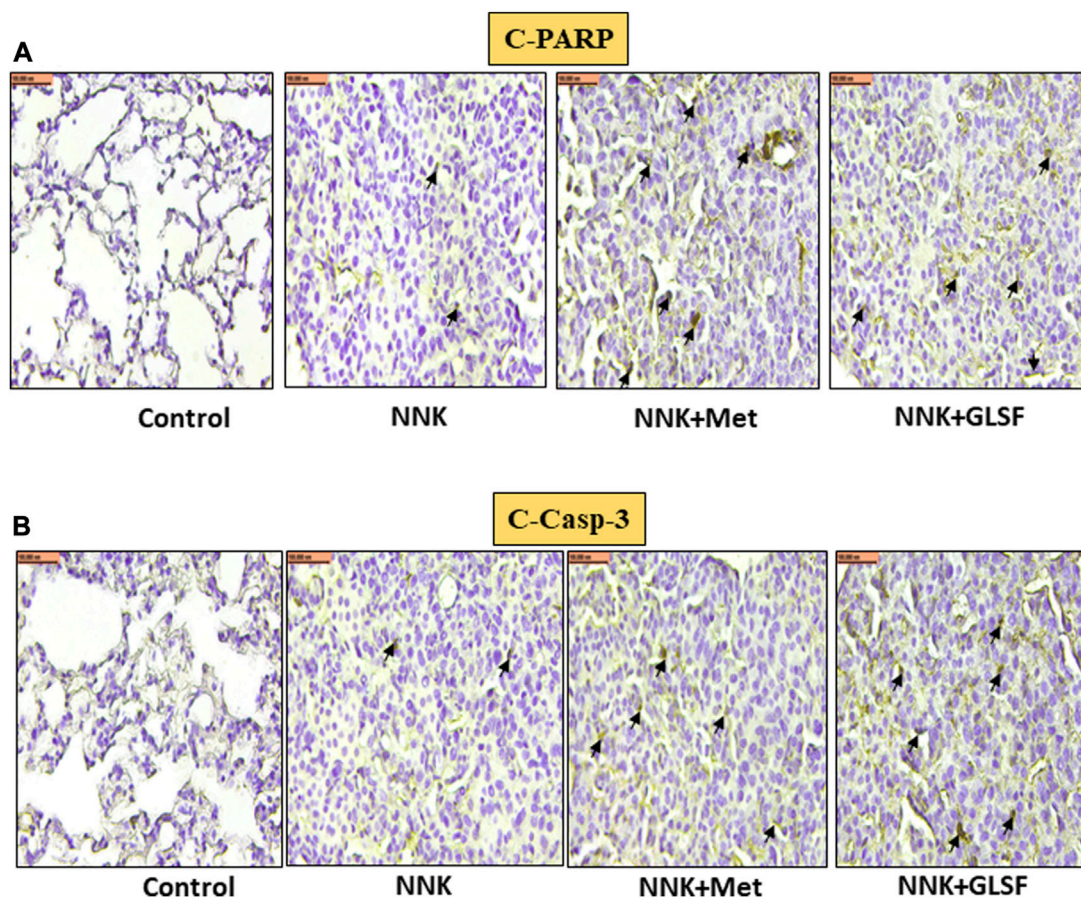 A
C-PARP
Control
NNK
NNK+Met
NNK+GLSF
B
C-Casp-3
Control
NNK
NNK+Met
NNK+GLSF